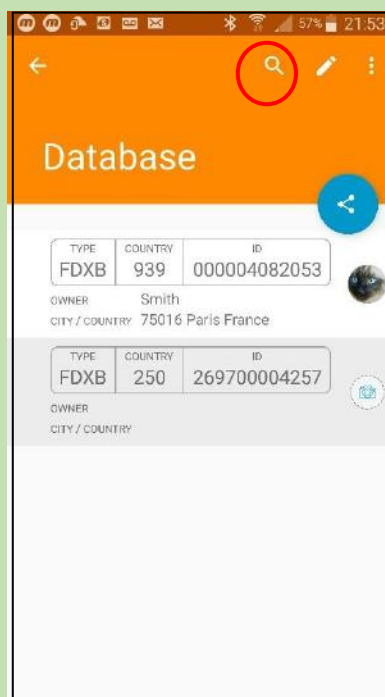 57% 21:53
Database
TYPE COUNTRY ID
FDXB 939 000004082053
OWNER Smith
CITY / COUNTRY 75016 Paris France
TYPE COUNTRY ID
FDXB 250 269700004257
OWNER
CITY / COUNTRY